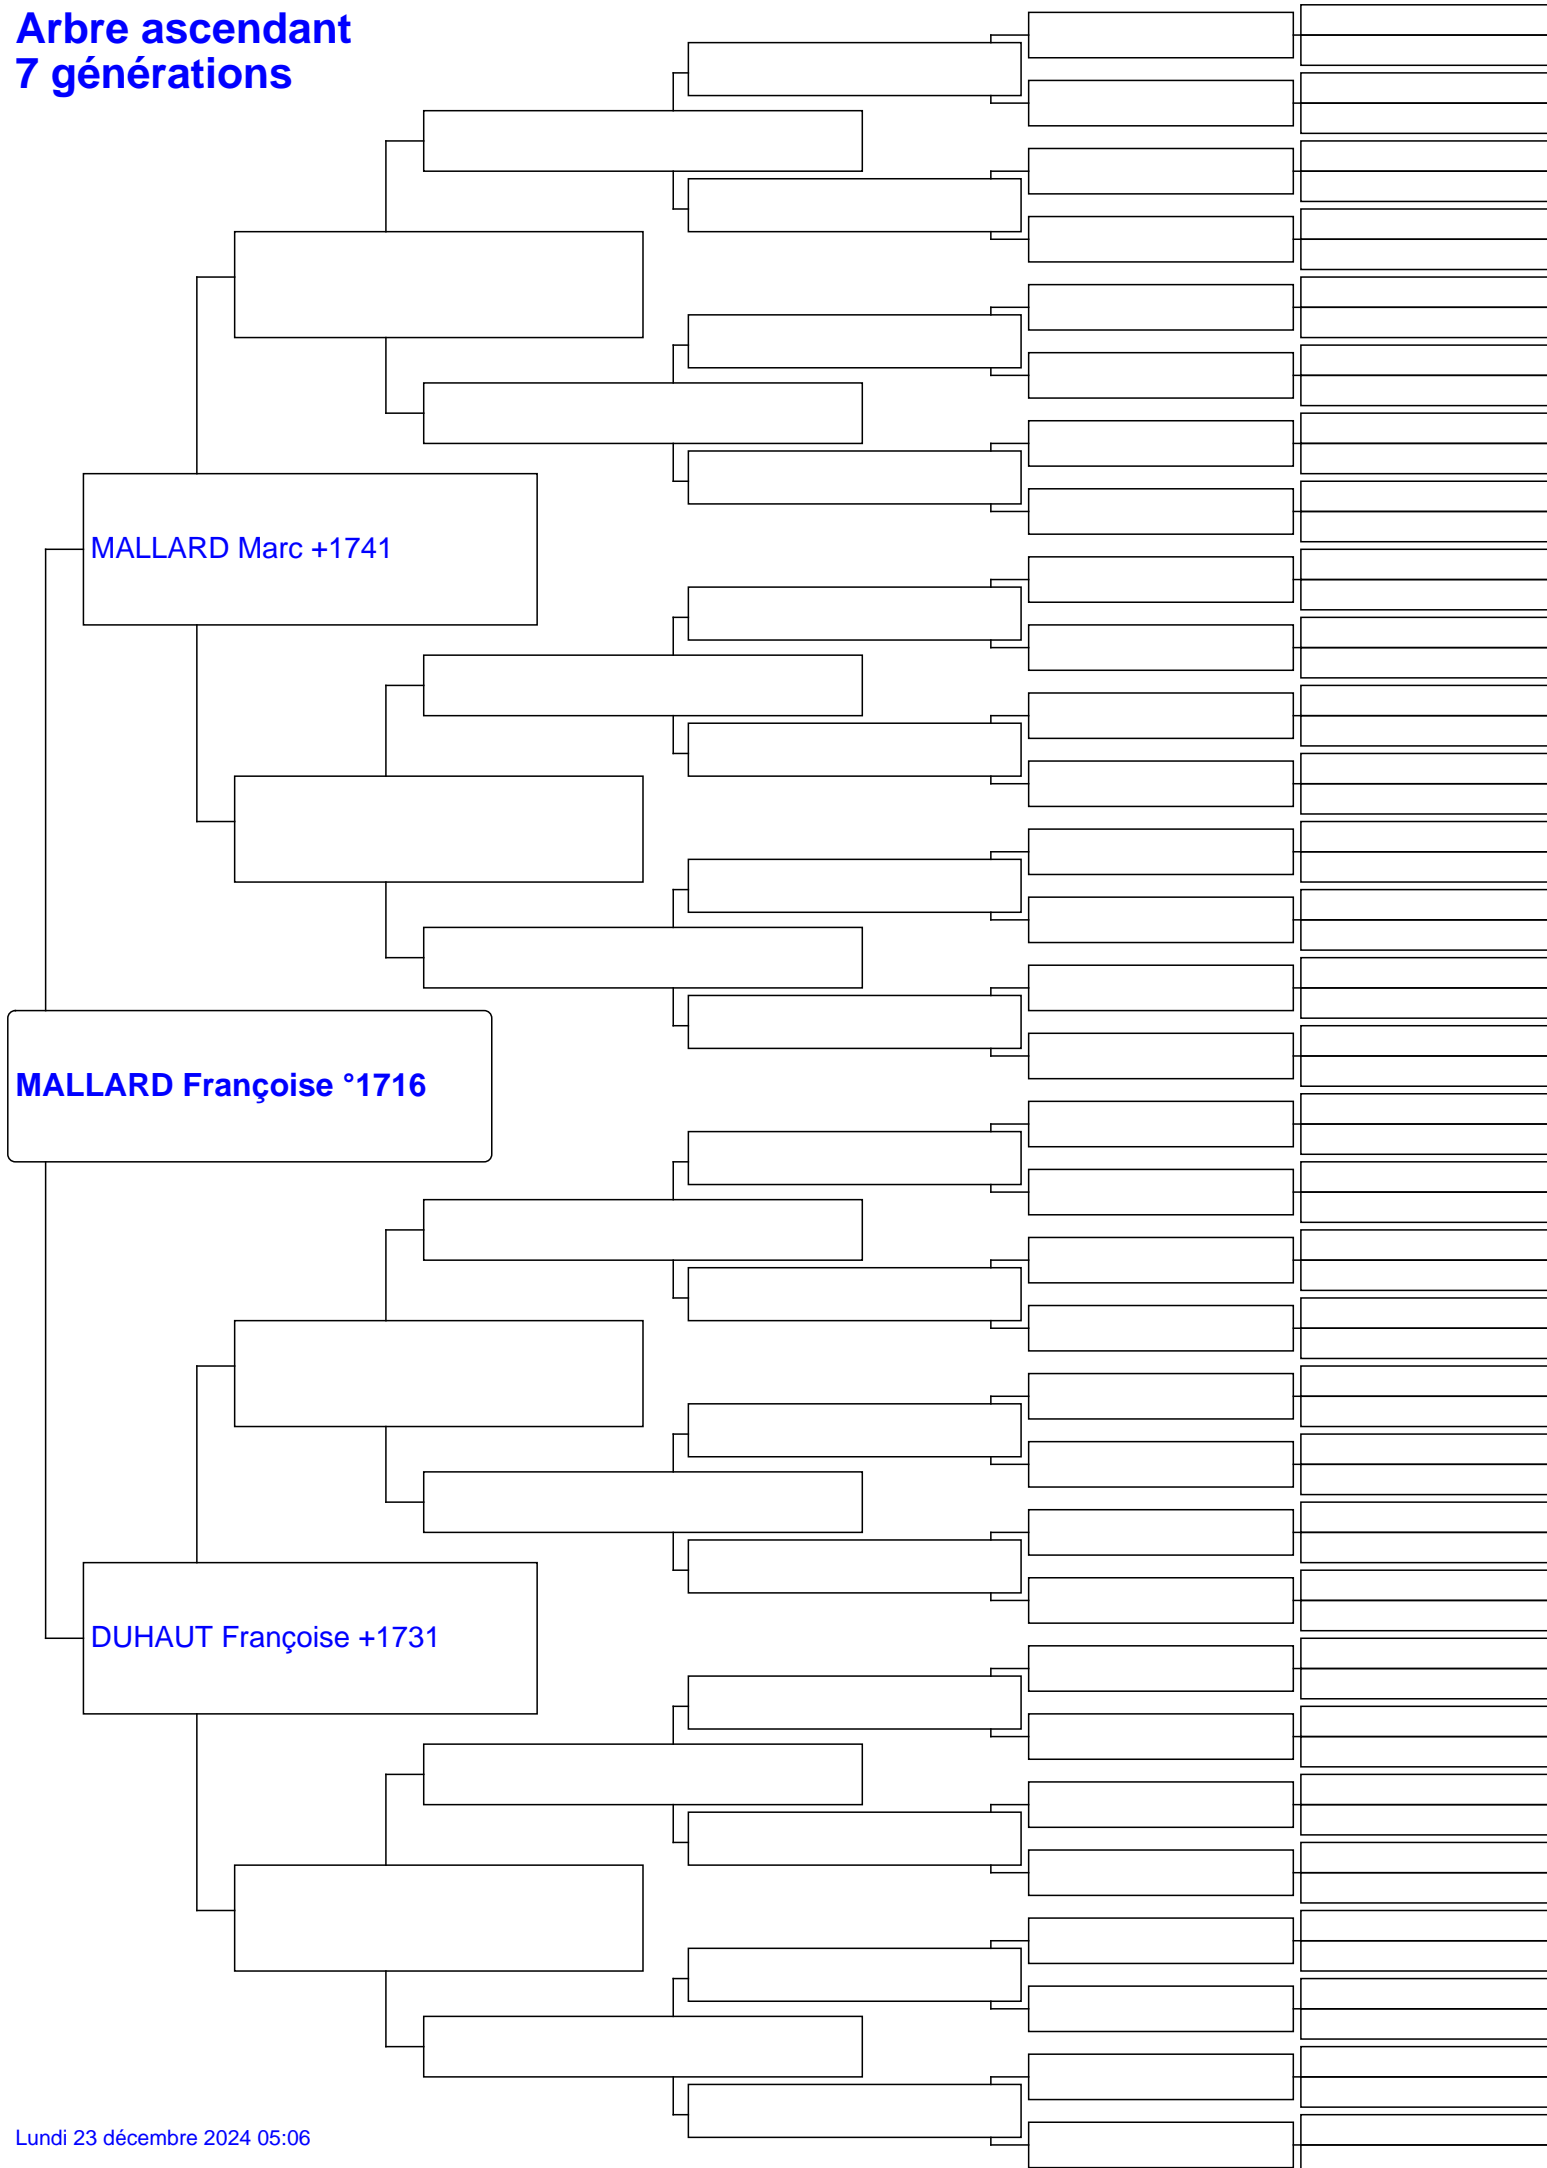 Arbre ascendant
7 générations
MALLARD Marc +1741
MALLARD Françoise °1716
DUHAUT Françoise +1731
Lundi 23 décembre 2024 05:06